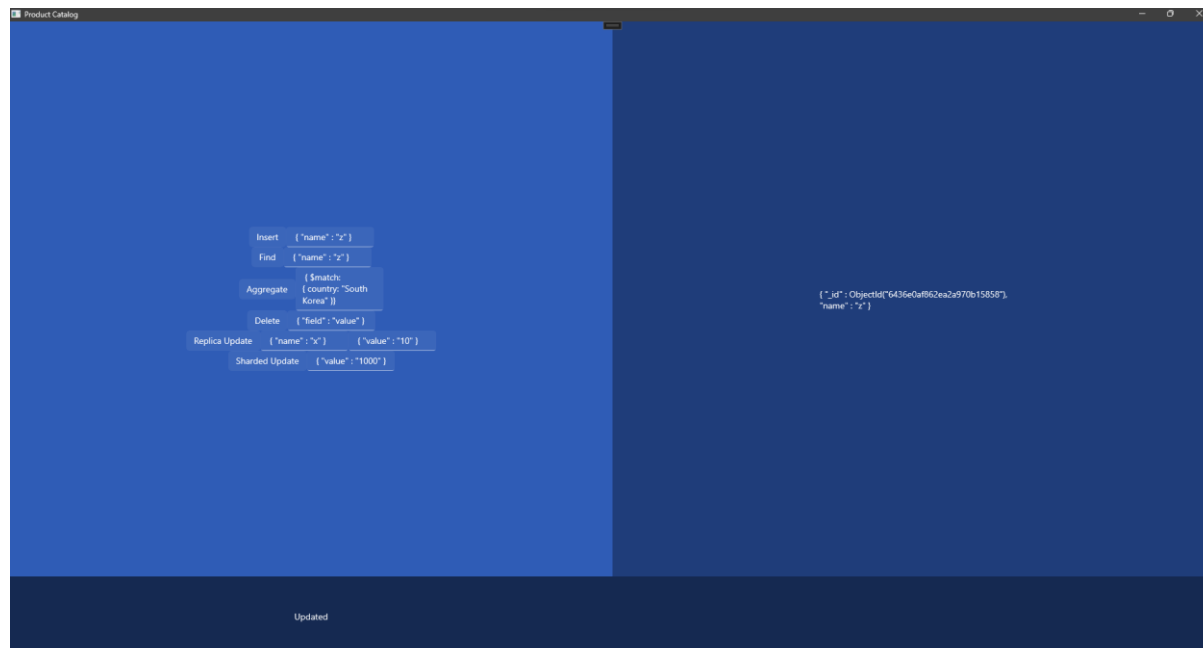 Product Catalog
Insert { "name" : "z" }
Find { "name" : "z" }
Aggregate { $match:
{ country: "South
Korea" }}
Delete { "field" : "value" }
Replica Update { "name" : "x" } { "value" : "10" }
Sharded Update { "value" : "1000" }
{ "_id" : ObjectId("6436e0af862ea2a970b15858"),
"name" : "z" }
Updated